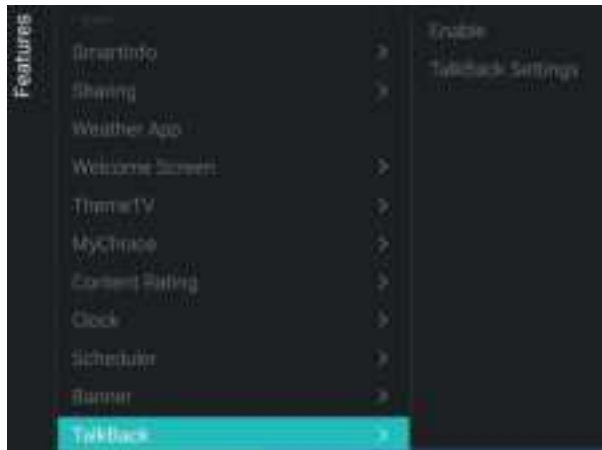 Features
SmartInfo
Sharing
Weather App
Welcome Screen
ThemeTV
MyChoice
Content Rating
Clock
Scheduler
Banner
TalkBack
Enable
TalkBack Settings